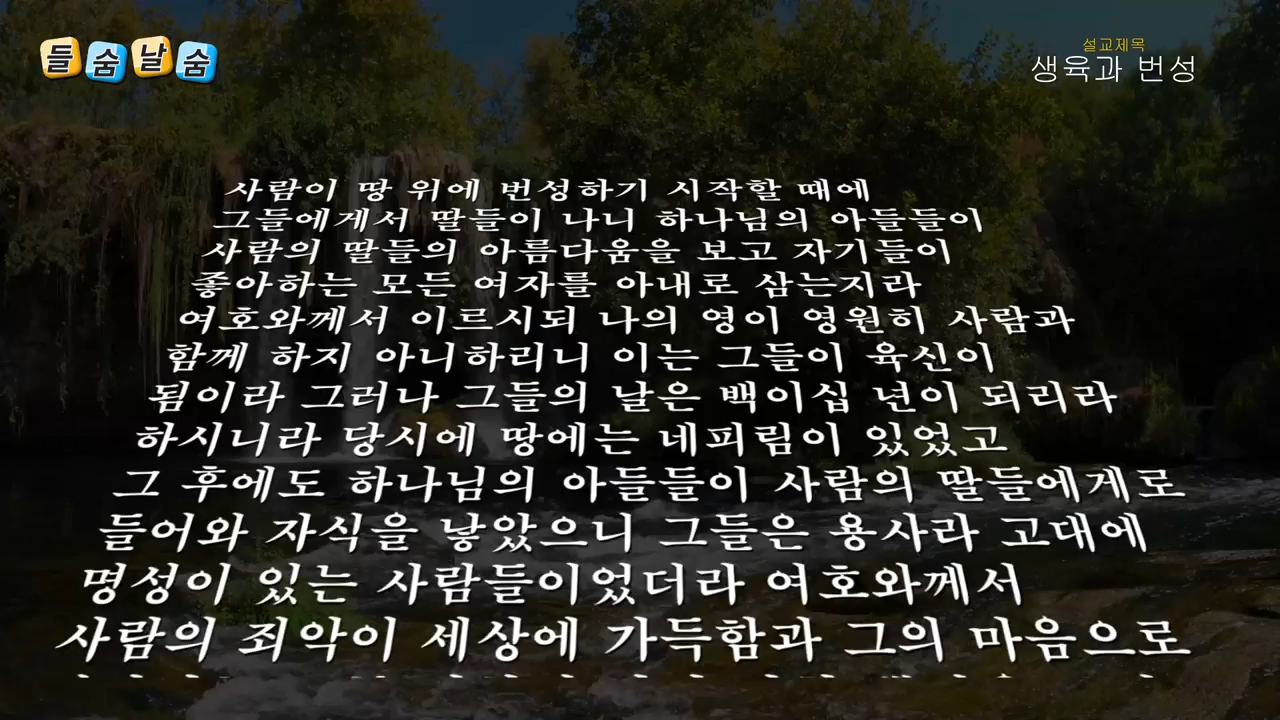 들숨날숨
설교제목
생육과 번성
사람이 땅 위에 번성하기 시작할 때에
그들에게서 딸들이 나니 하나님의 아들들이
사람의 딸들의 아름다움을 보고 자기들이
좋아하는 모든 여자를 아내로 삼는지라
여호와께서 이르시되 나의 영이 영원히 사람과
함께 하지 아니하리니 이는 그들이 육신이
됨이라 그러나 그들의 날은 백이십 년이 되리라
하시니라 당시에 땅에는 네피림이 있었고
그 후에도 하나님의 아들들이 사람의 딸들에게로
들어와 자식을 낳았으니 그들은 용사라 고대에
명성이 있는 사람들이었더라 여호와께서
사람의 죄악이 세상에 가득함과 그의 마음으로